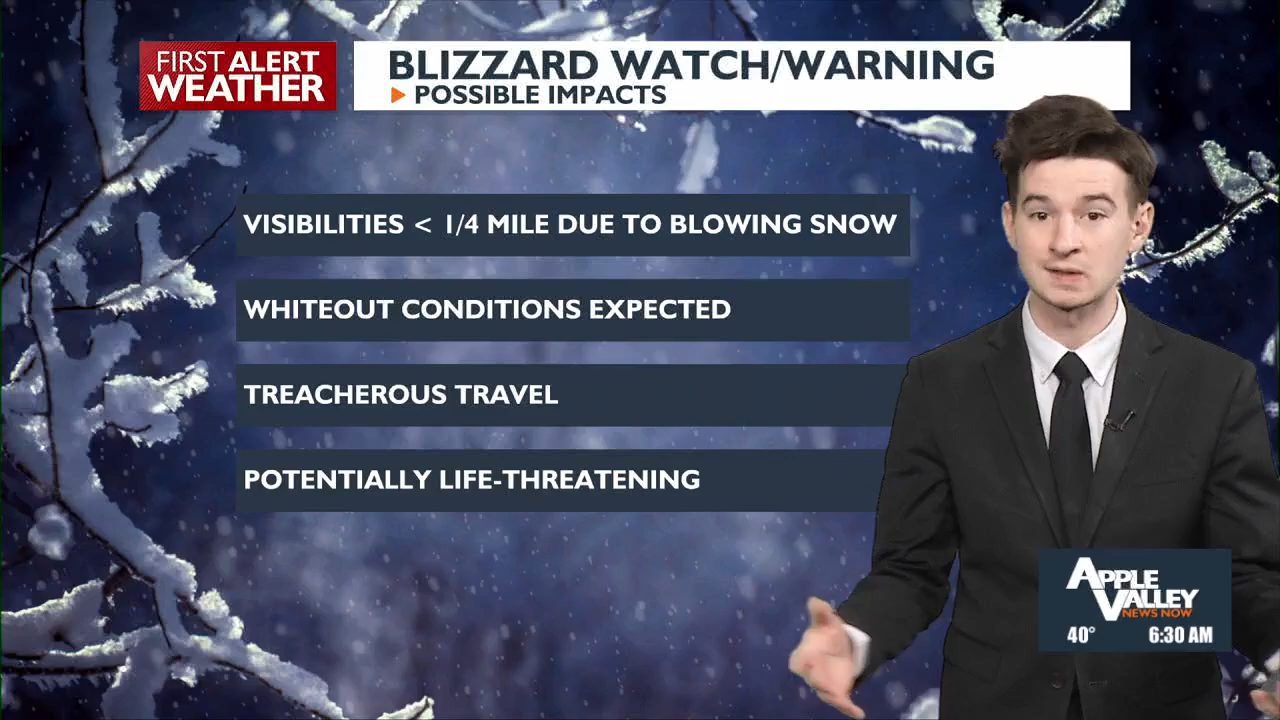 FIRST ALERT
WEATHER
BLIZZARD WATCH/WARNING
POSSIBLE IMPACTS
VISIBILITIES < 1/4 MILE DUE TO BLOWING SNOW
WHITEOUT CONDITIONS EXPECTED
TREACHEROUS TRAVEL
POTENTIALLY LIFE-THREATENING
APPLE
VALLEY
NEWS NOW
40° 6:30 AM